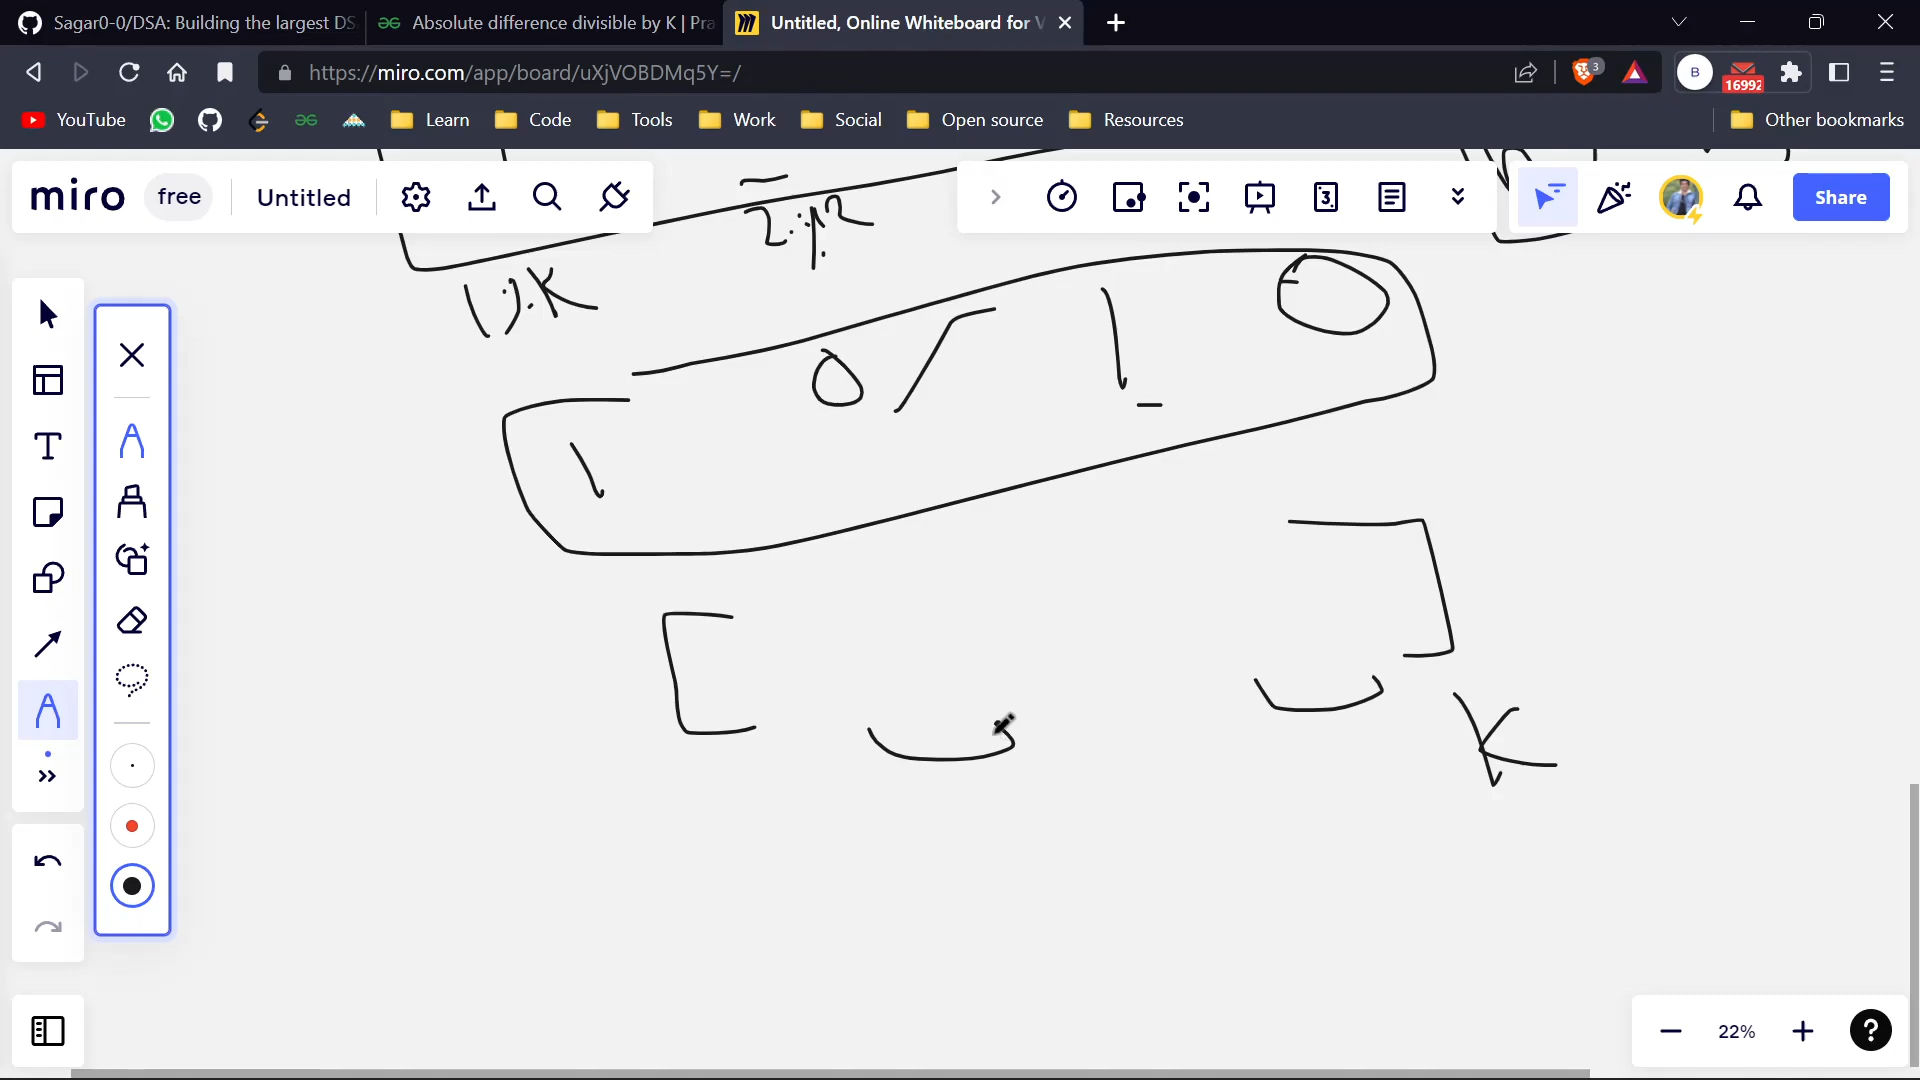 Sagar0-0/DSA: Building the largest DS
Absolute difference divisible by K | Pra
Untitled, Online Whiteboard for V
https://miro.com/app/board/uXjVOBDMq5Y=/
3
B
16992
YouTube
Learn
Code
Tools
Work
Social
Open source
Resources
Other bookmarks
miro
free
Untitled
3
Share
K
22%
?